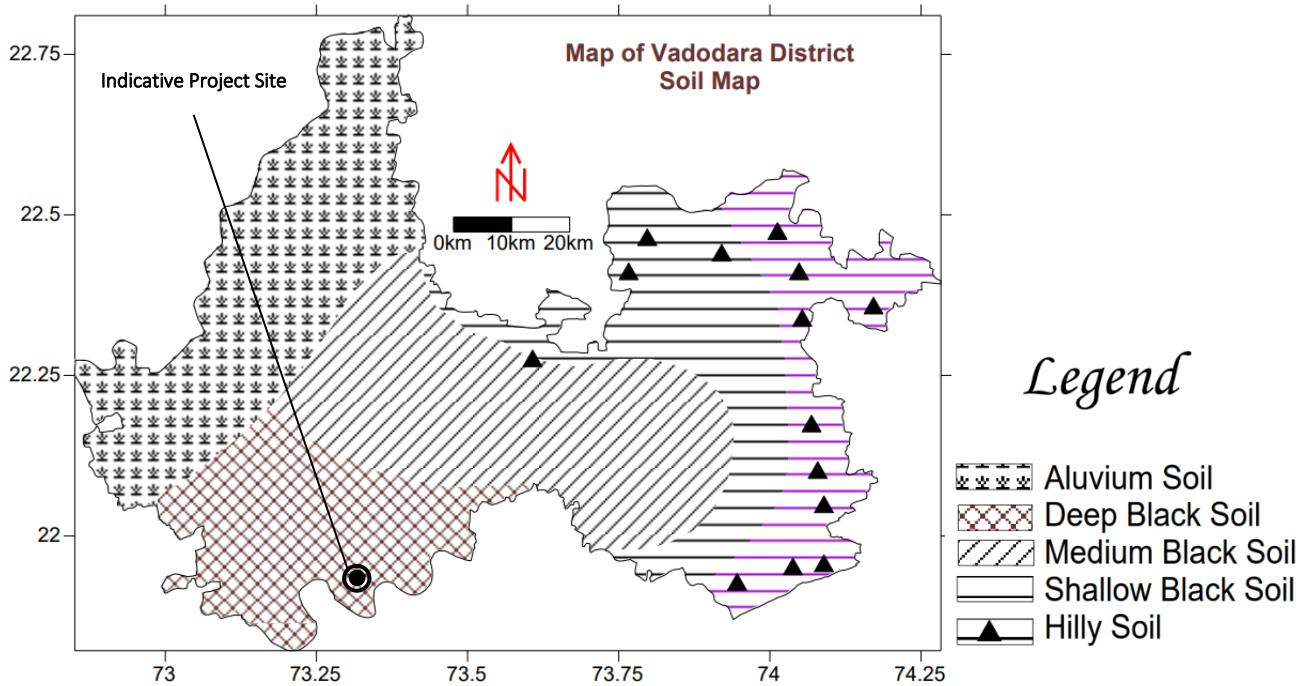 Map of Vadodara District
Soil Map
Indicative Project Site
N
0km 10km 20km
22.75
22.5
22.25
22
73 73.25 73.5 73.75 74 74.25
Legend
Aluvium Soil
Deep Black Soil
Medium Black Soil
Shallow Black Soil
Hilly Soil